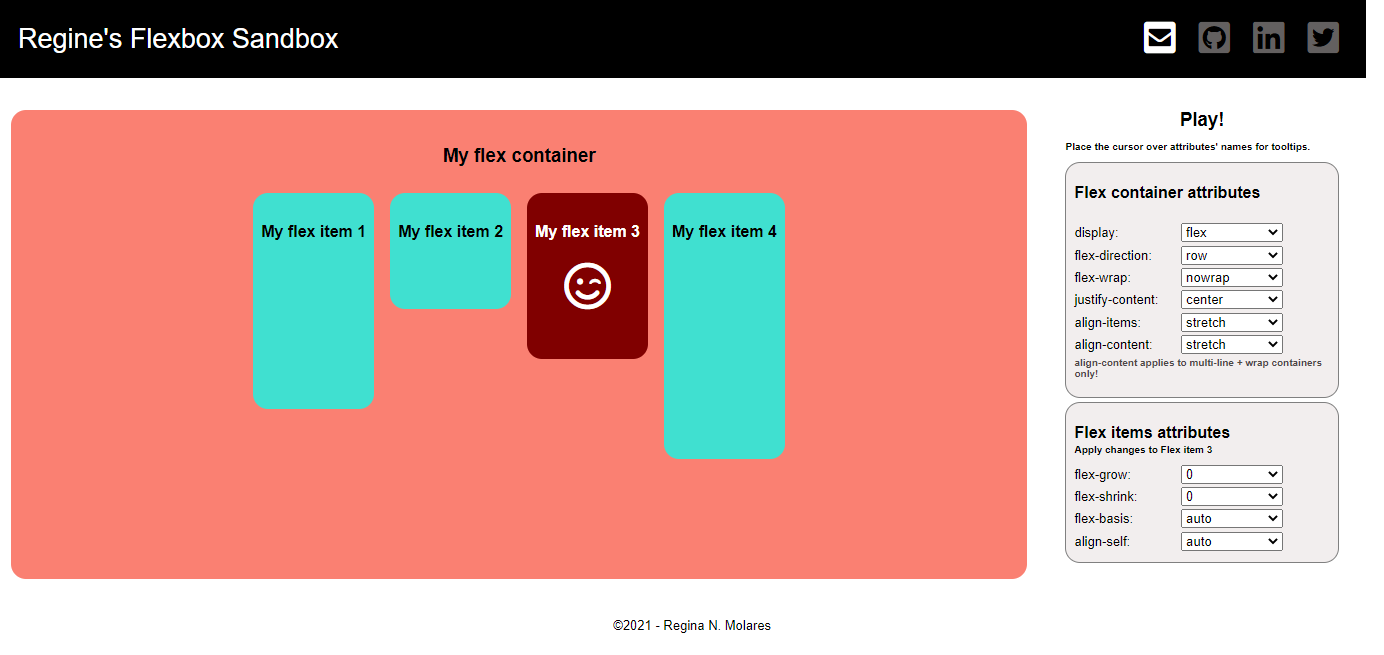 Regine's Flexbox Sandbox
My flex container
My flex item 1
My flex item 2
My flex item 3
My flex item 4
Play!
Place the cursor over attributes' names for tooltips.
Flex container attributes
display: flex
flex-direction: row
flex-wrap: nowrap
justify-content: center
align-items: stretch
align-content: stretch
align-content applies to multi-line + wrap containers
only!
Flex items attributes
Apply changes to Flex item 3
flex-grow: 0
flex-shrink: 0
flex-basis: auto
align-self: auto
©2021 - Regina N. Molares